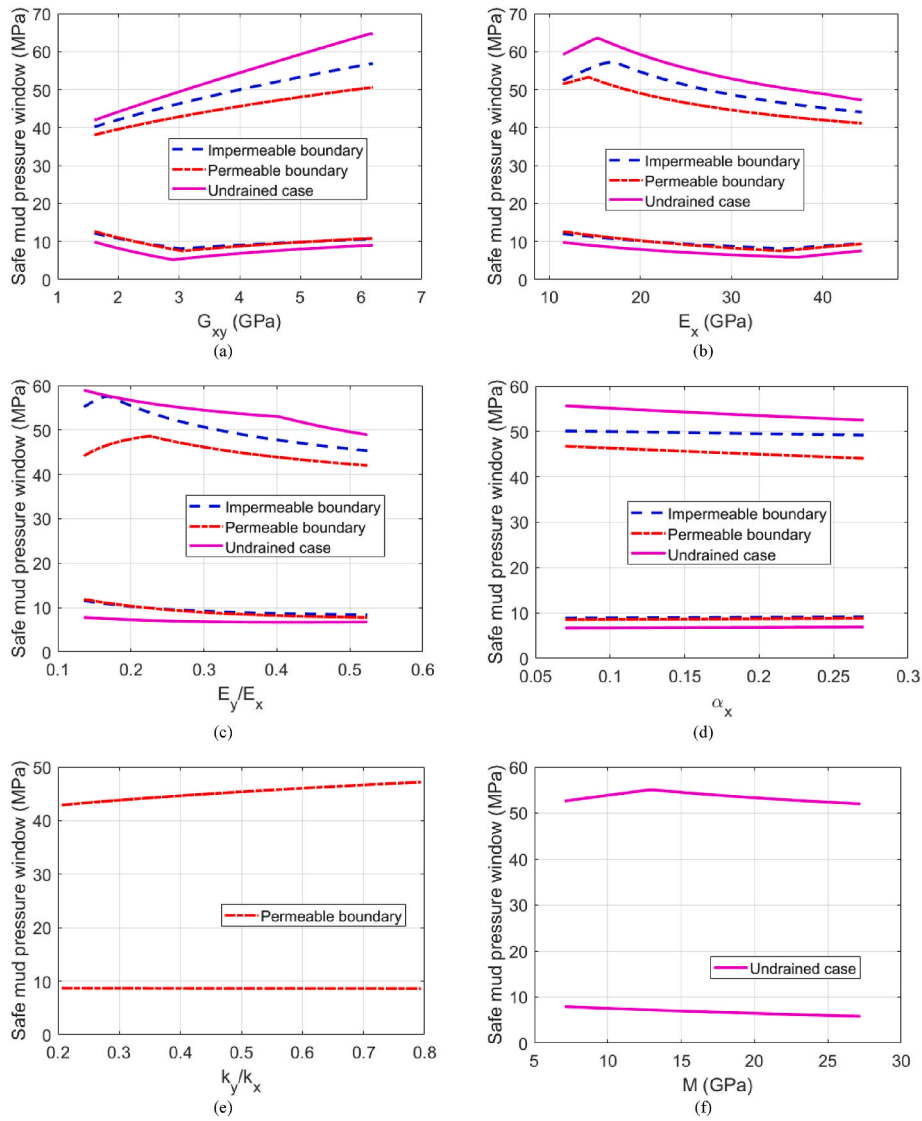 Safe mud pressure window (MPa)
70
60
50
40
30
20
10
0
Impermeable boundary
Permeable boundary
Undrained case
1 2 3 4 5 6 7
G_xy (GPa)
(a)
Safe mud pressure window (MPa)
70
60
50
40
30
20
10
0
Impermeable boundary
Permeable boundary
Undrained case
10 20 30 40
E_x (GPa)
(b)
Safe mud pressure window (MPa)
60
50
40
30
20
10
0
Impermeable boundary
Permeable boundary
Undrained case
0.1 0.2 0.3 0.4 0.5 0.6
E_y/E_x
(c)
Safe mud pressure window (MPa)
60
50
40
30
20
10
0
Impermeable boundary
Permeable boundary
Undrained case
0.05 0.1 0.15 0.2 0.25 0.3
α_x
(d)
Safe mud pressure window (MPa)
50
40
30
20
10
0
Permeable boundary
0.2 0.3 0.4 0.5 0.6 0.7 0.8
k_y/k_x
(e)
Safe mud pressure window (MPa)
60
50
40
30
20
10
0
Undrained case
5 10 15 20 25 30
M (GPa)
(f)